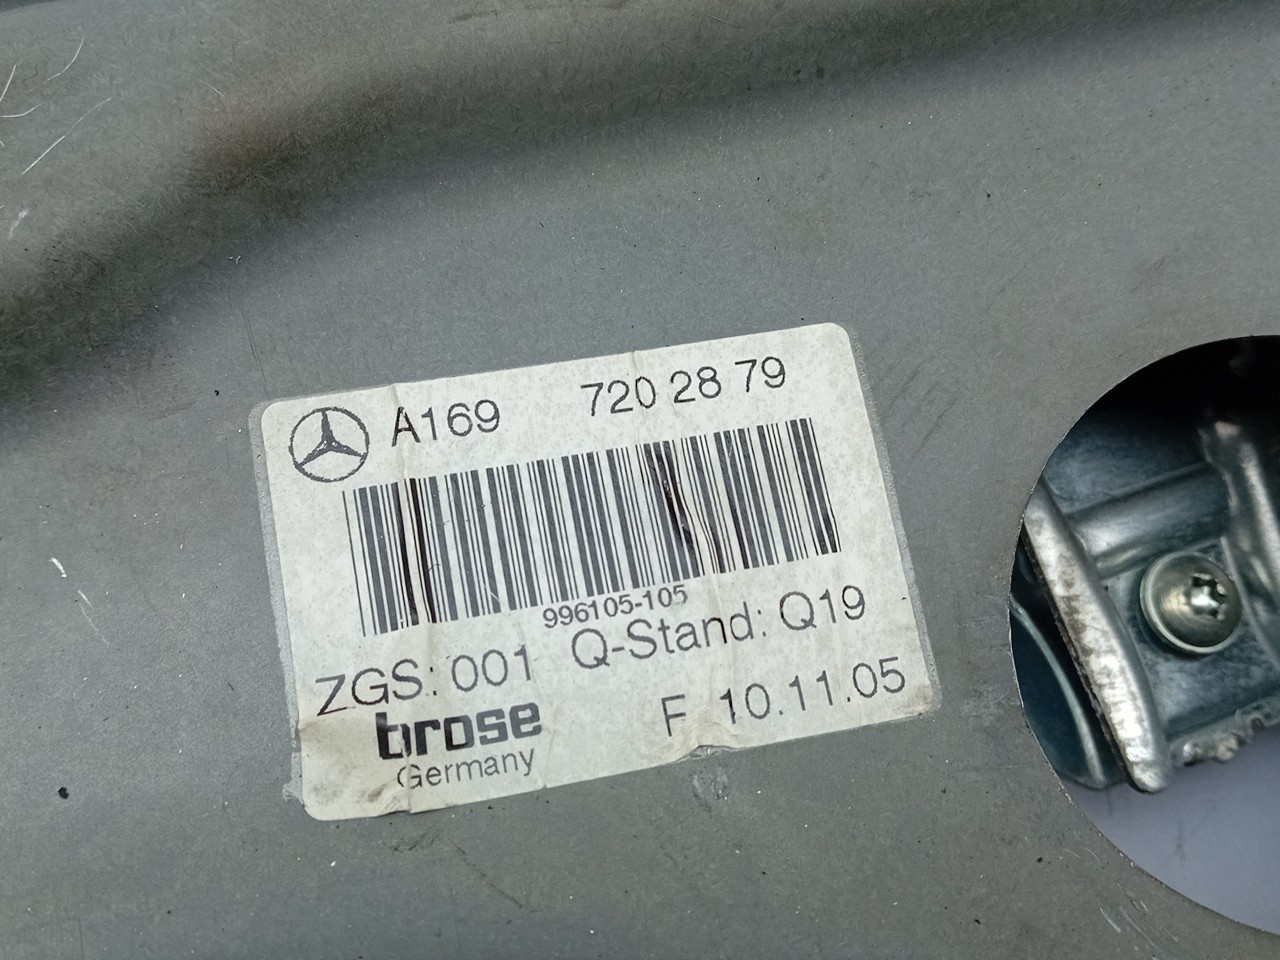 A169 720 28 79
996105-105
ZGS: 001 Q-Stand: Q19
brose F 10.11.05
Germany